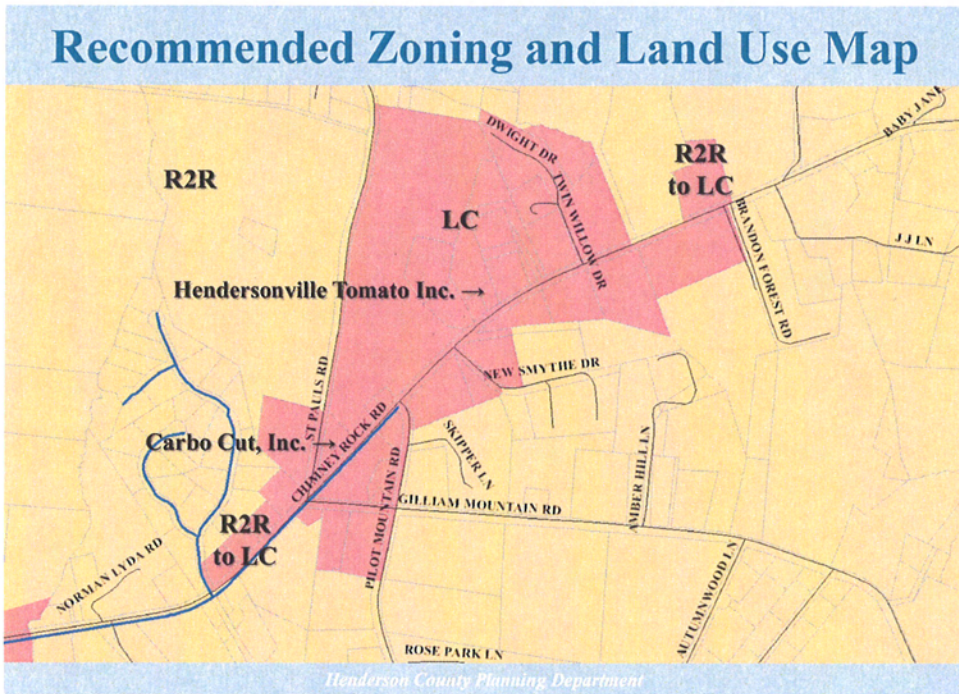 Recommended Zoning and Land Use Map
BABY JANE
DWIGHT DR
R2R
to LC
R2R
TWIN WILLOW DR
LC
BRANDON FOREST RD
J J LN
Hendersonville Tomato Inc. →
ST PAULS RD
NEW SMYTHE DR
CHIMNEY ROCK RD
Carbo Cut, Inc. →
SKIPPER LN
PILOT MOUNTAIN RD
AMBER HILL LN
GILLIAM MOUNTAIN RD
R2R
to LC
NORMAN LYDA RD
AUTUMNWOOD LN
ROSE PARK LN
Henderson County Planning Department